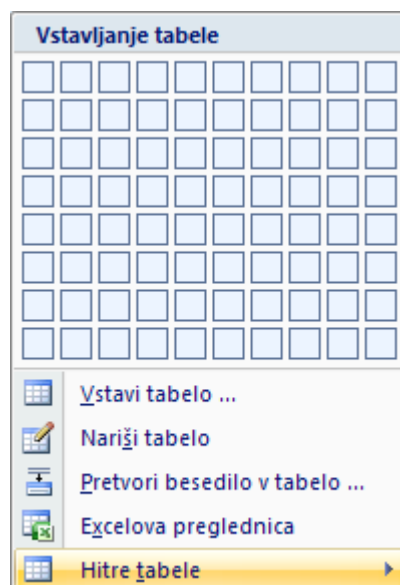 Vstavljanje tabele
Vstavi tabelo ...
Nariši tabelo
Pretvori besedilo v tabelo ...
Excelova preglednica
Hitre tabele